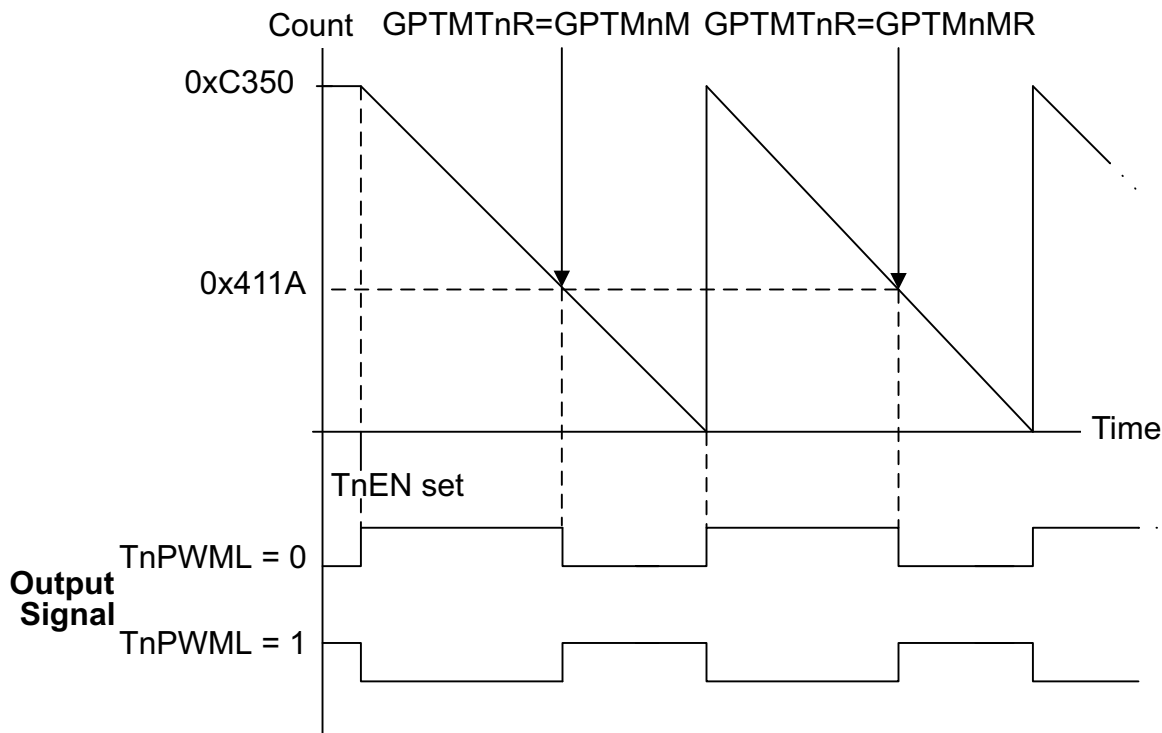 Count GPTMTnR=GPTMnM GPTMTnR=GPTMnMR
0xC350
0x411A
Time
TnEN set
TnPWML = 0
Output
Signal
TnPWML = 1